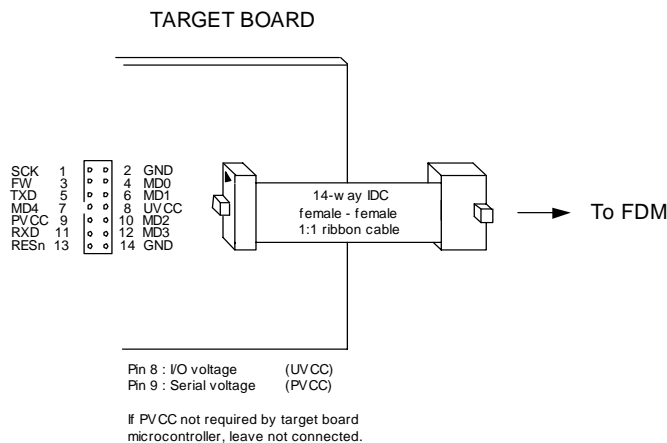 TARGET BOARD
SCK 1 2 GND
FW 3 4 MD0
TXD 5 6 MD1
MD4 7 8 UVCC
PVCC 9 10 MD2
RXD 11 12 MD3
RESn 13 14 GND
14-way IDC
female - female
1:1 ribbon cable
To FDM
Pin 8 : I/O voltage (UVCC)
Pin 9 : Serial voltage (PVCC)
If PVCC not required by target board
microcontroller, leave not connected.